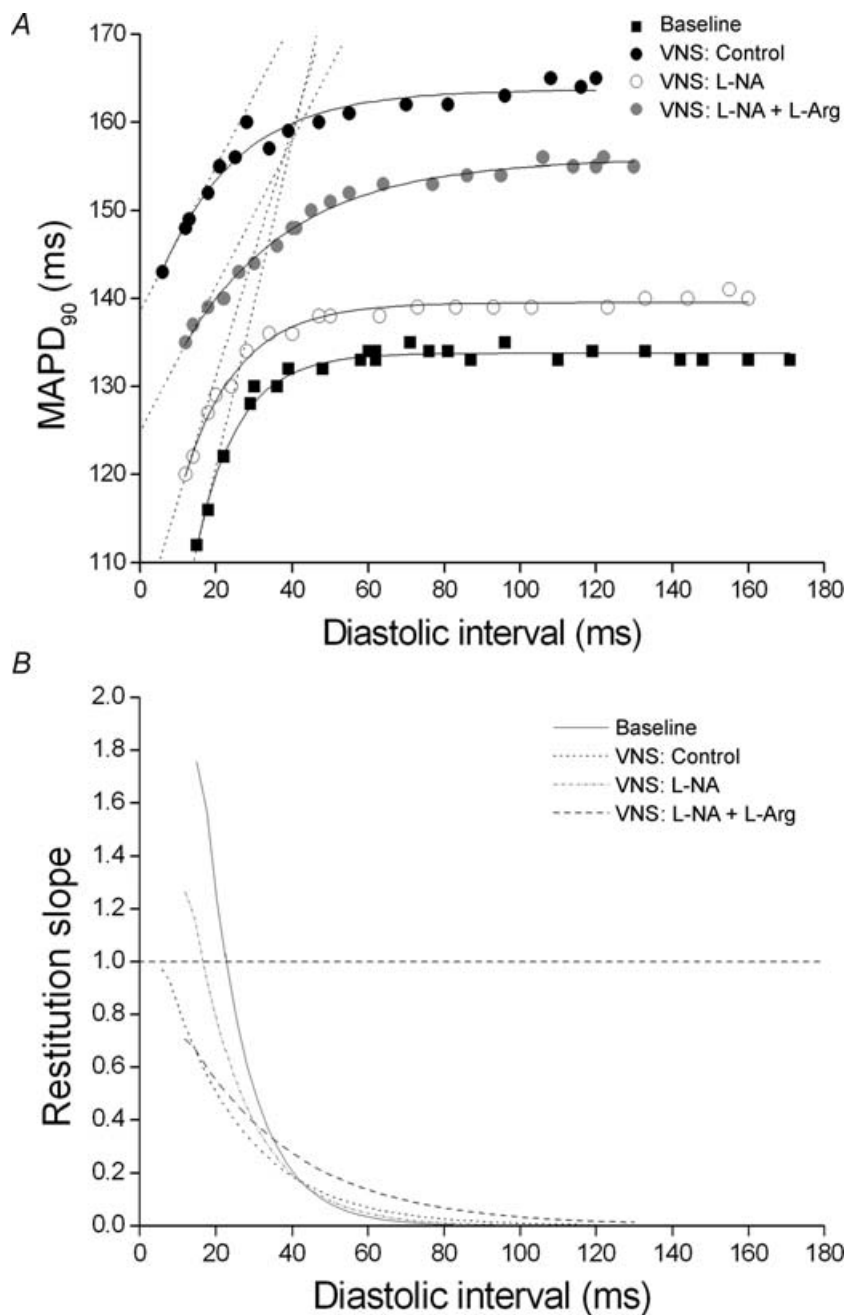 A
170
160
150
140
130
120
110
MAPD90 (ms)
Baseline
VNS: Control
VNS: L-NA
VNS: L-NA + L-Arg
0 20 40 60 80 100 120 140 160 180
Diastolic interval (ms)
B
2.0
1.8
1.6
1.4
1.2
1.0
0.8
0.6
0.4
0.2
0.0
Restitution slope
Baseline
VNS: Control
VNS: L-NA
VNS: L-NA + L-Arg
0 20 40 60 80 100 120 140 160 180
Diastolic interval (ms)